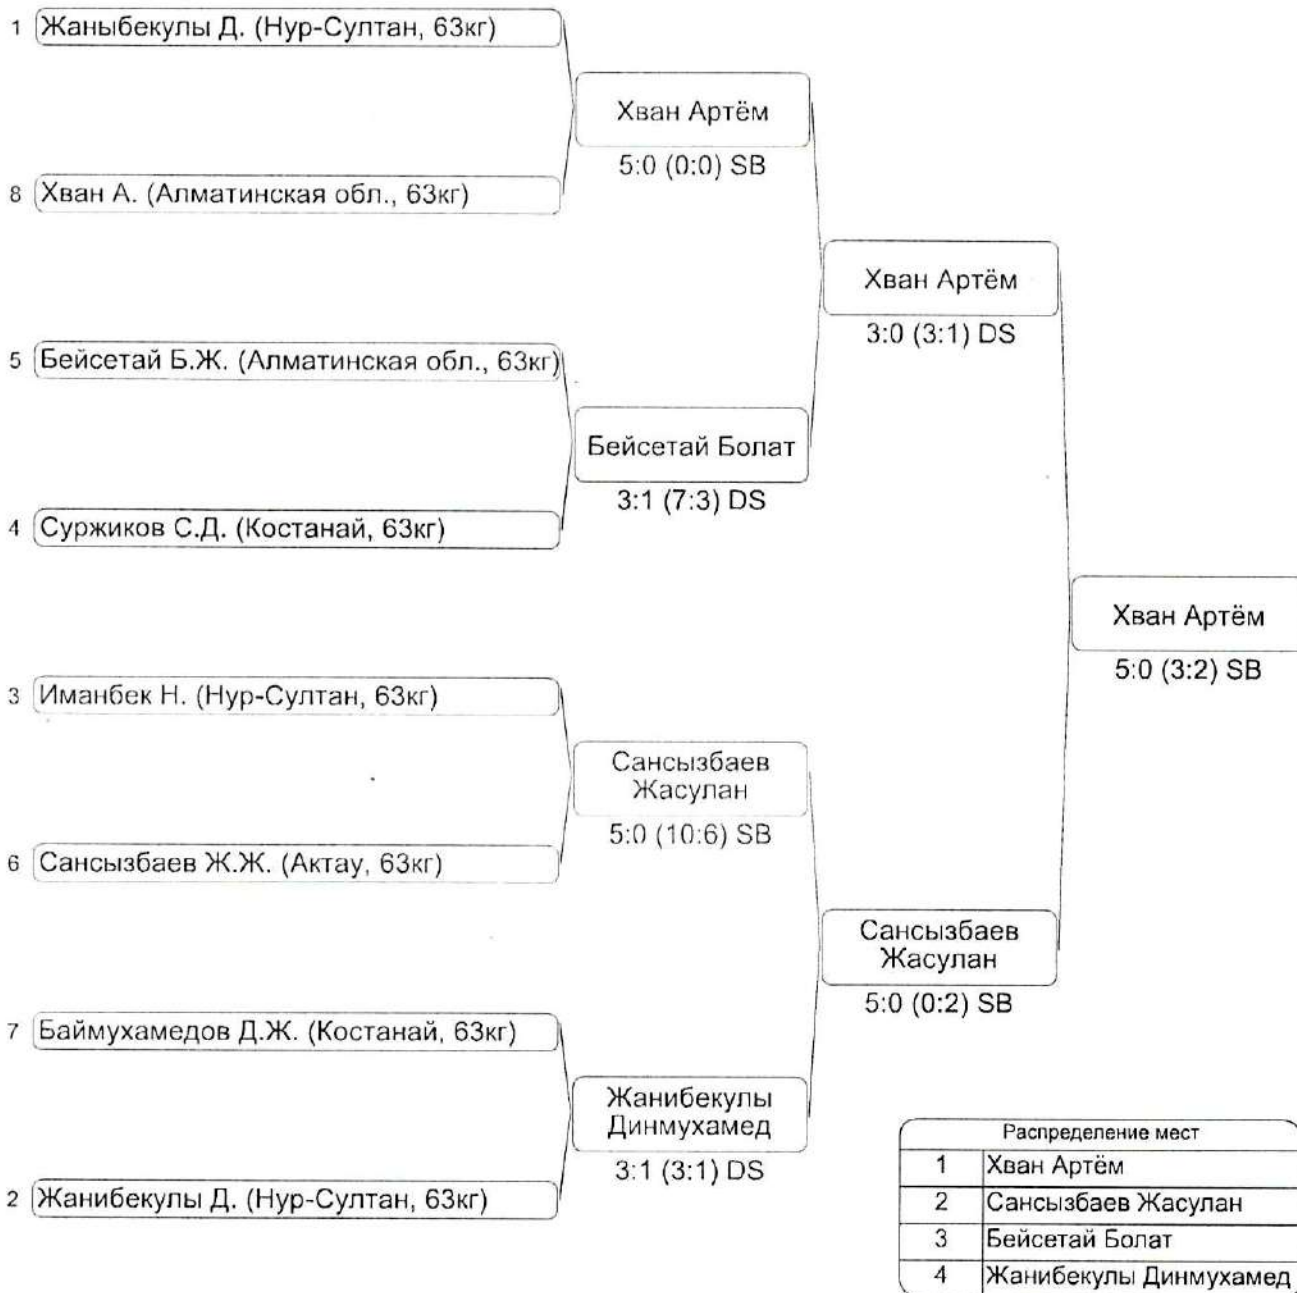 1 Жаныбекулы Д. (Нур-Султан, 63кг)
Хван Артём
5:0 (0:0) SB
8 Хван А. (Алматинская обл., 63кг)
Хван Артём
3:0 (3:1) DS
5 Бейсетай Б.Ж. (Алматинская обл., 63кг)
Бейсетай Болат
3:1 (7:3) DS
4 Суржиков С.Д. (Костанай, 63кг)
Хван Артём
5:0 (3:2) SB
3 Иманбек Н. (Нур-Султан, 63кг)
Сансызбаев
Жасулан
5:0 (10:6) SB
6 Сансызбаев Ж.Ж. (Актау, 63кг)
Сансызбаев
Жасулан
5:0 (0:2) SB
7 Баймухамедов Д.Ж. (Костанай, 63кг)
Жанибекулы
Динмухамед
3:1 (3:1) DS
2 Жанибекулы Д. (Нур-Султан, 63кг)
Распределение мест
1 Хван Артём
2 Сансызбаев Жасулан
3 Бейсетай Болат
4 Жанибекулы Динмухамед